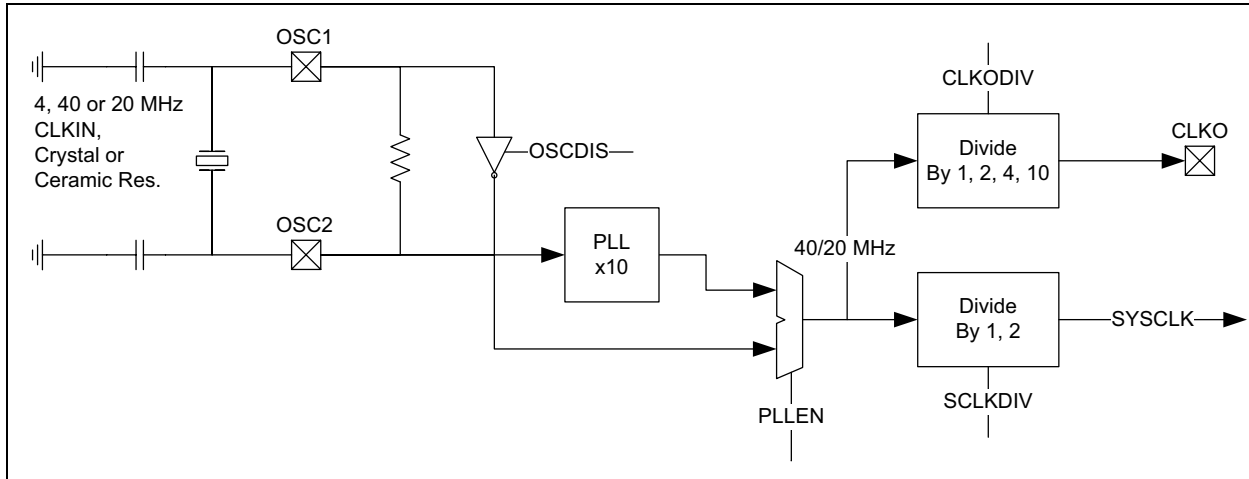 OSC1
4, 40 or 20 MHz
CLKIN,
Crystal or
Ceramic Res.
OSCDIS
OSC2
PLL
x10
PLLEN
40/20 MHz
CLKODIV
Divide
By 1, 2, 4, 10
CLKO
Divide
By 1, 2
SYSCLK
SCLKDIV